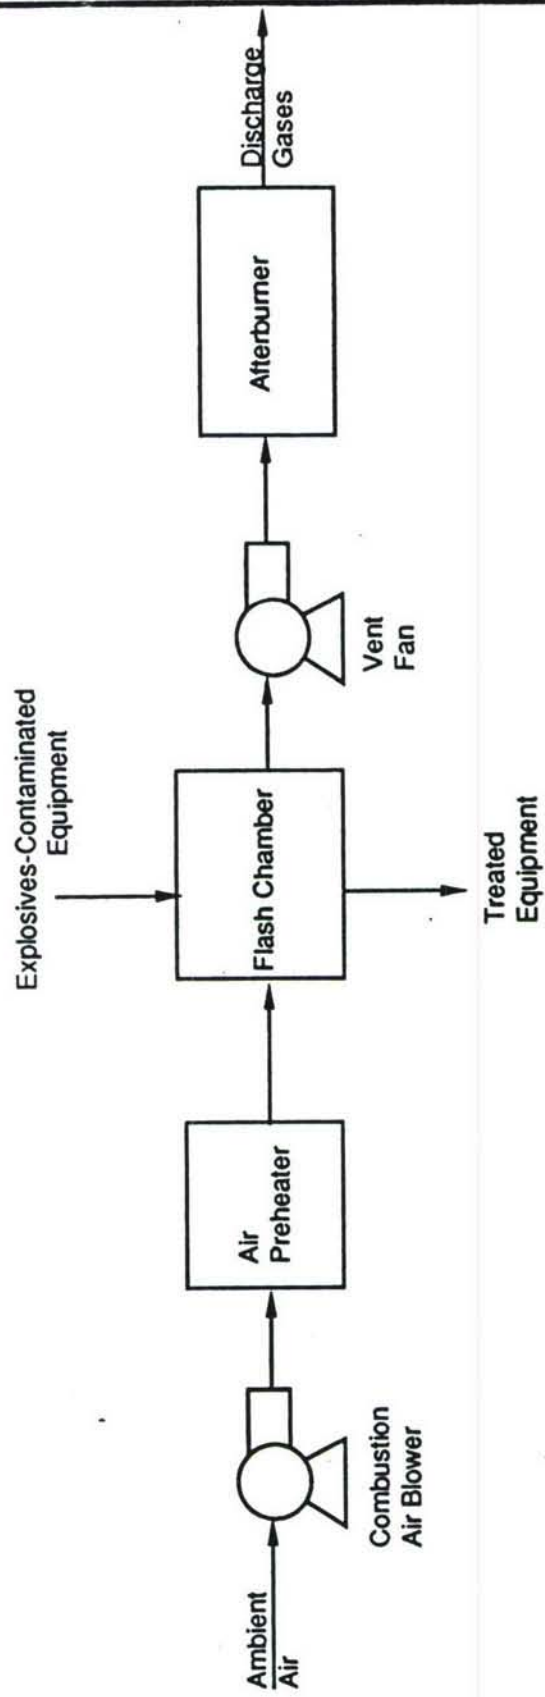 Ambient
Air
Combustion
Air Blower
Air
Preheater
Explosives-Contaminated
Equipment
Flash Chamber
Treated
Equipment
Vent
Fan
Afterburner
Discharge
Gases